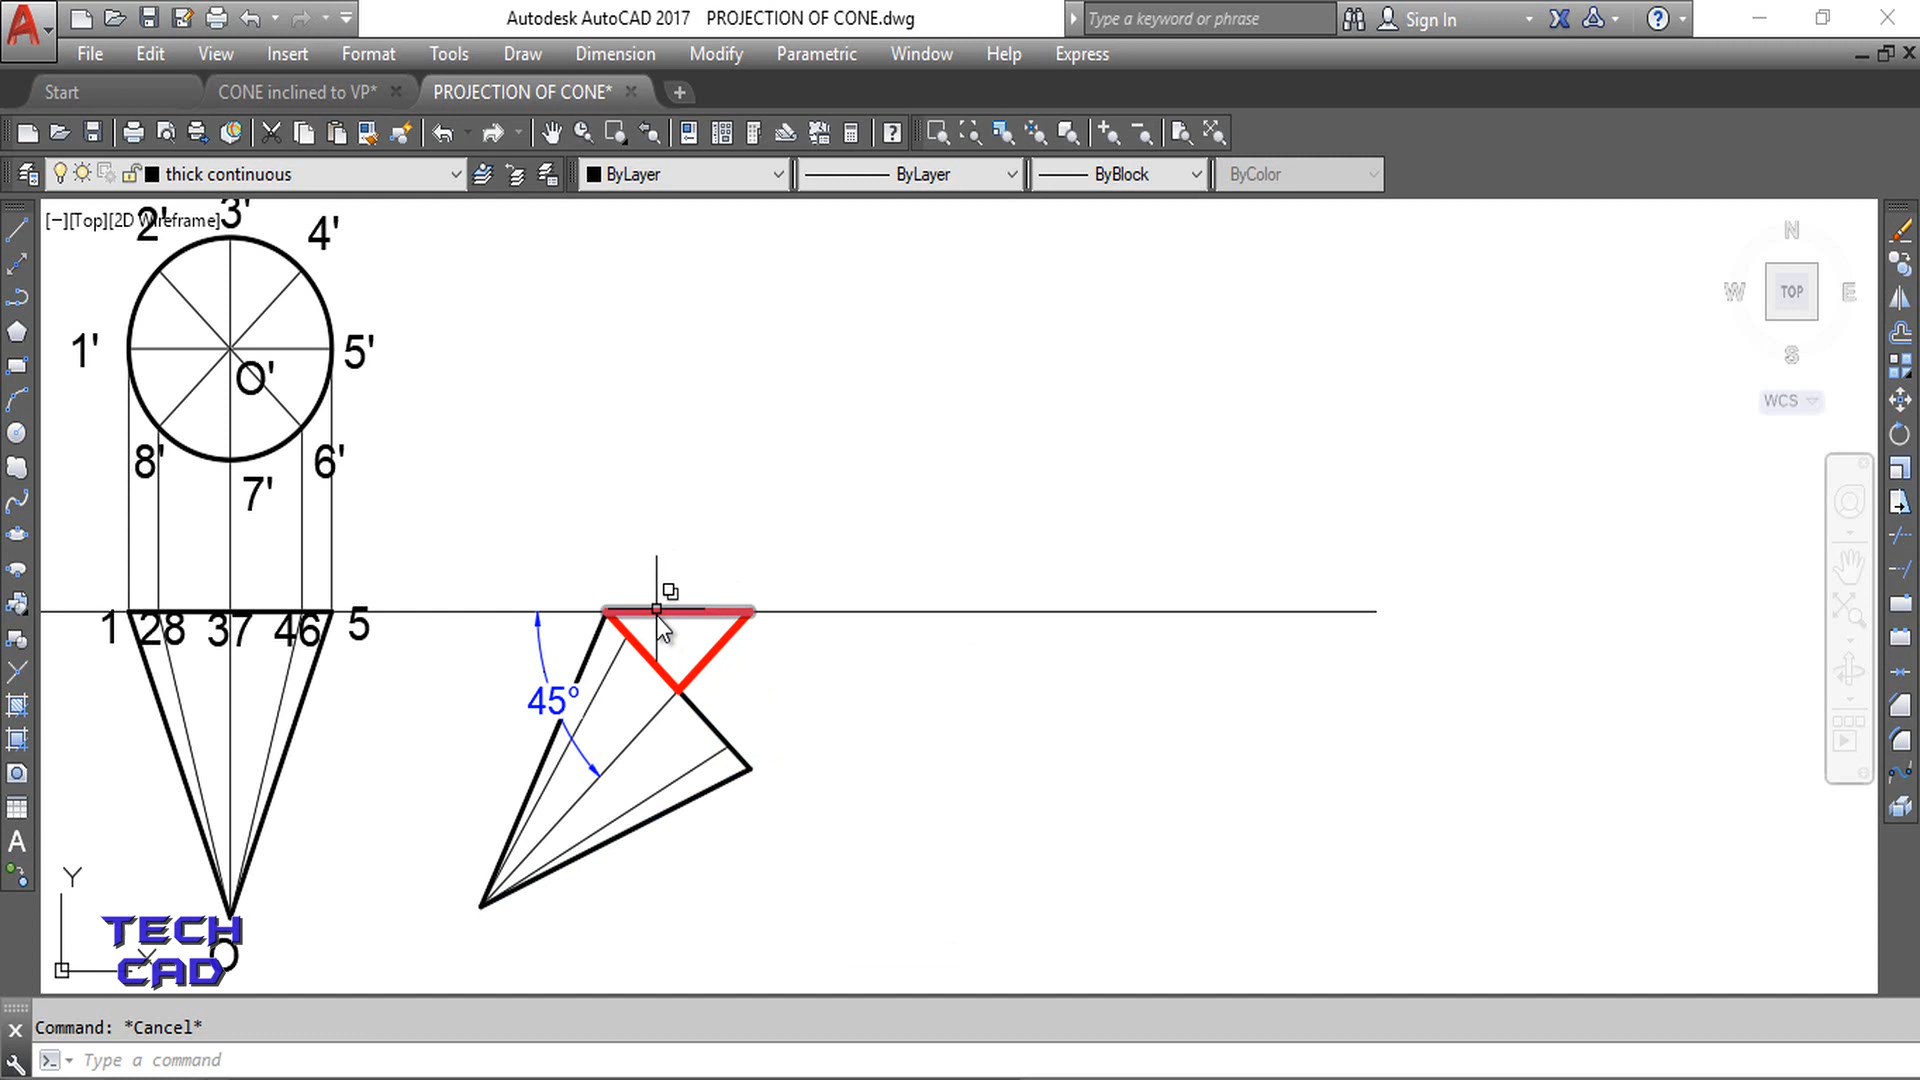 Autodesk AutoCAD 2017 PROJECTION OF CONE.dwg
Type a keyword or phrase
Sign In
File Edit View Insert Format Tools Draw Dimension Modify Parametric Window Help Express
Start
CONE inclined to VP*
PROJECTION OF CONE*
thick continuous
ByLayer
ByLayer
ByBlock
ByColor
[−][Top][2D Wireframe]
2' 3' 4'
1' O' 5'
8' 7' 6'
1 28 37 46 5
45°
O
Y
X
TECH
CAD
N
W TOP E
S
WCS
Command: *Cancel*
Type a command